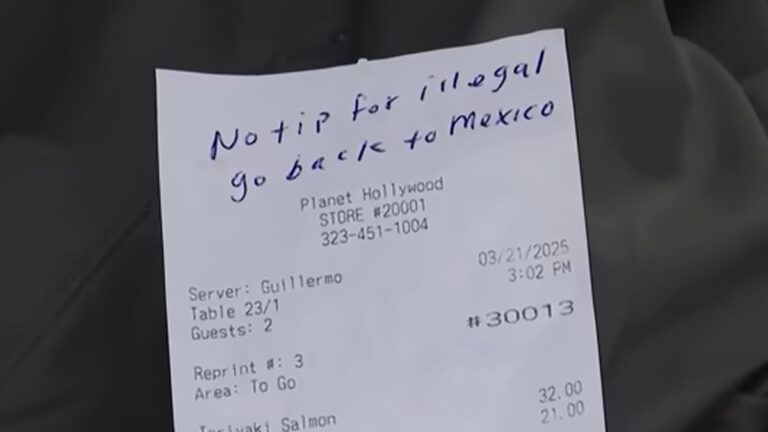 No tip for illegal
go back to mexico
Planet Hollywood
STORE #20001
323-451-1004
Server: Guillermo
03/21/2025
Table 23/1
3:02 PM
Guests: 2
#30013
Reprint #: 3
Area: To Go
32.00
Teriyaki Salmon
21.00